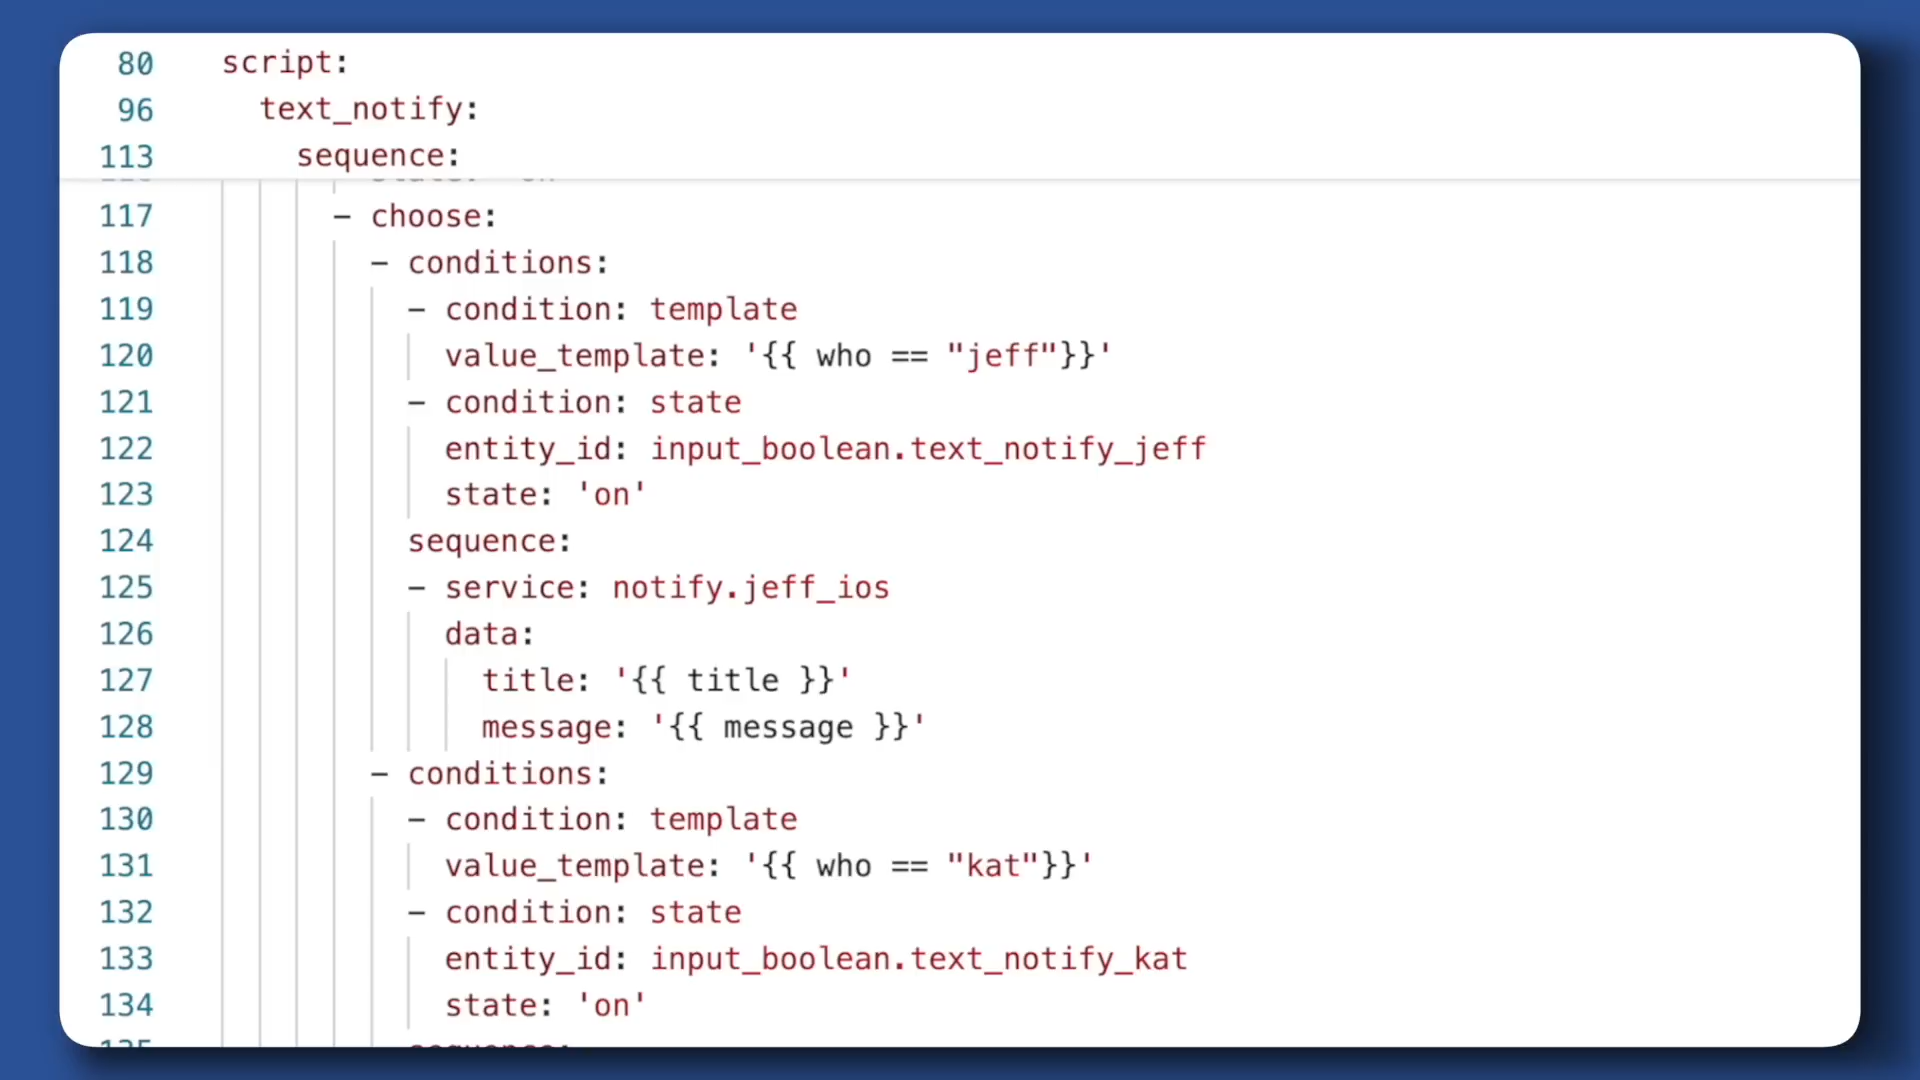 80 script:
96 text_notify:
113 sequence:
117 - choose:
118 - conditions:
119 - condition: template
120 value_template: '{{ who == "jeff"}}'
121 - condition: state
122 entity_id: input_boolean.text_notify_jeff
123 state: 'on'
124 sequence:
125 - service: notify.jeff_ios
126 data:
127 title: '{{ title }}'
128 message: '{{ message }}'
129 - conditions:
130 - condition: template
131 value_template: '{{ who == "kat"}}'
132 - condition: state
133 entity_id: input_boolean.text_notify_kat
134 state: 'on'